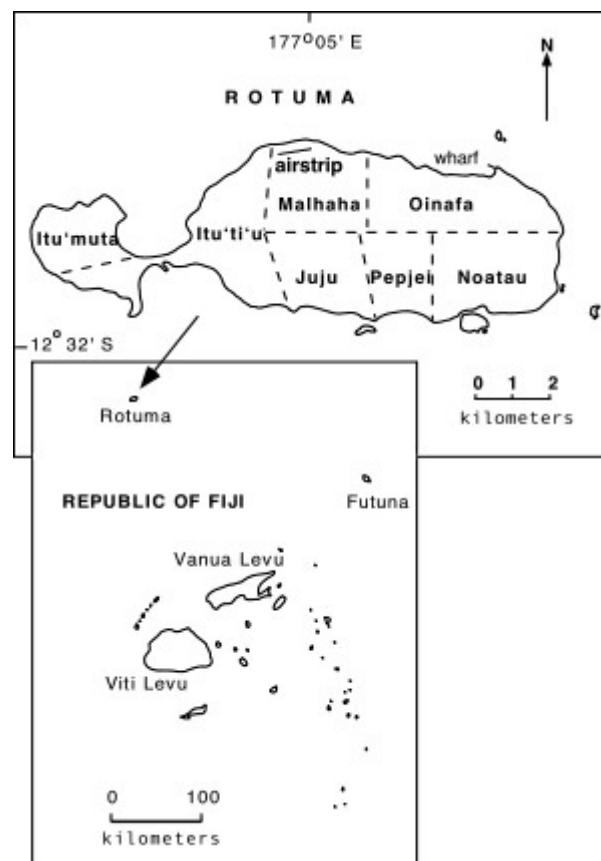 177°05' E
N
ROTUMA
wharf
airstrip
Malhaha
Oinafa
Itu'muta
Itu'ti'u
Juju
Pepjei
Noatau
12° 32' S
0 1 2
kilometers
Rotuma
REPUBLIC OF FIJI
Futuna
Vanua Levu
Viti Levu
0 100
kilometers